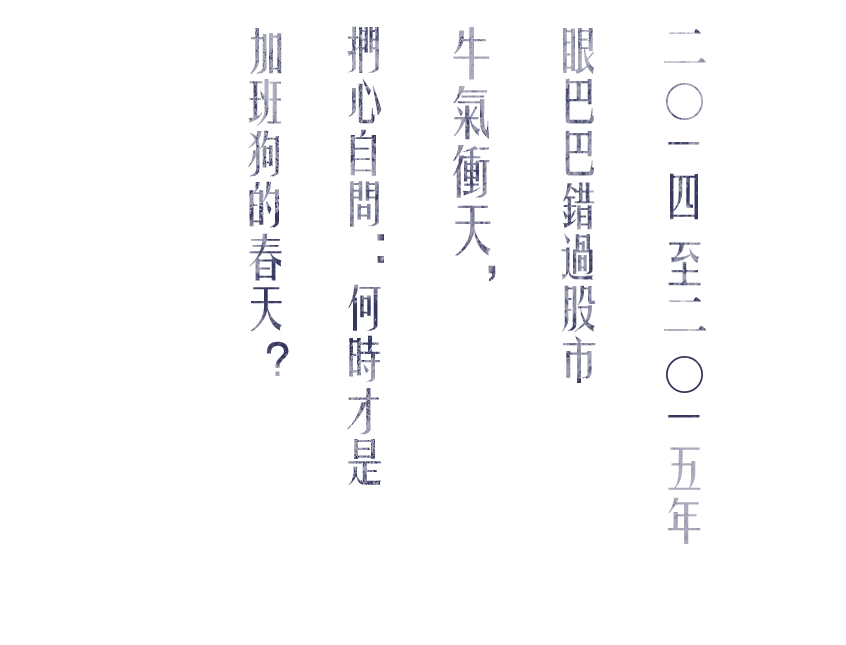 二〇一四至二〇一五年
眼巴巴錯過股市
牛氣衝天，
捫心自問：何時才是
加班狗的春天？